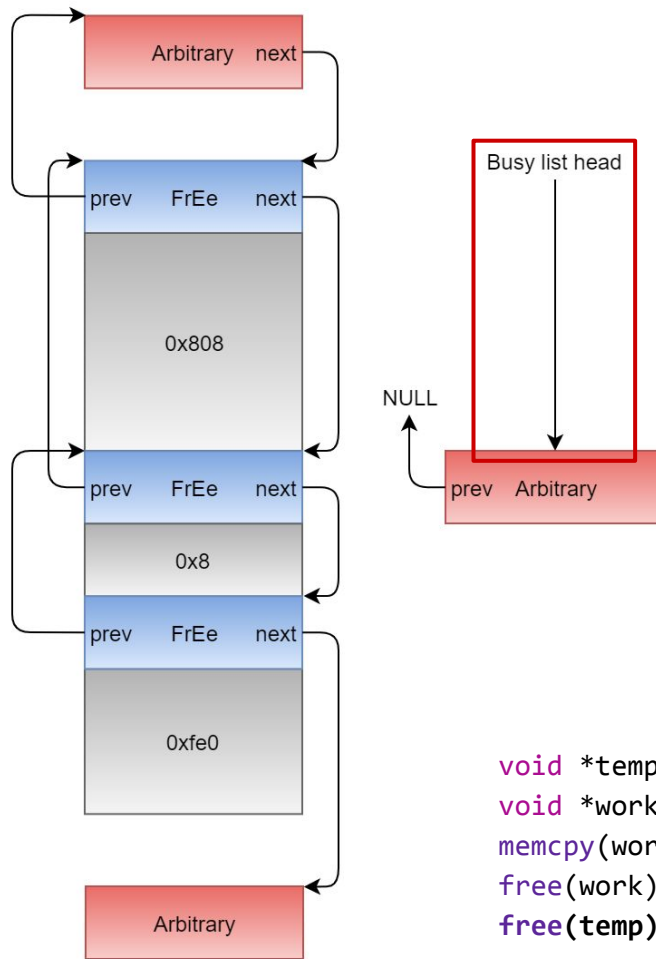 Arbitrary next
prev FrEe next
0x808
prev FrEe next
0x8
prev FrEe next
0xfe0
Arbitrary
Busy list head
NULL
prev Arbitrary
void *temp
void *work
memcpy(wor
free(work)
free(temp)